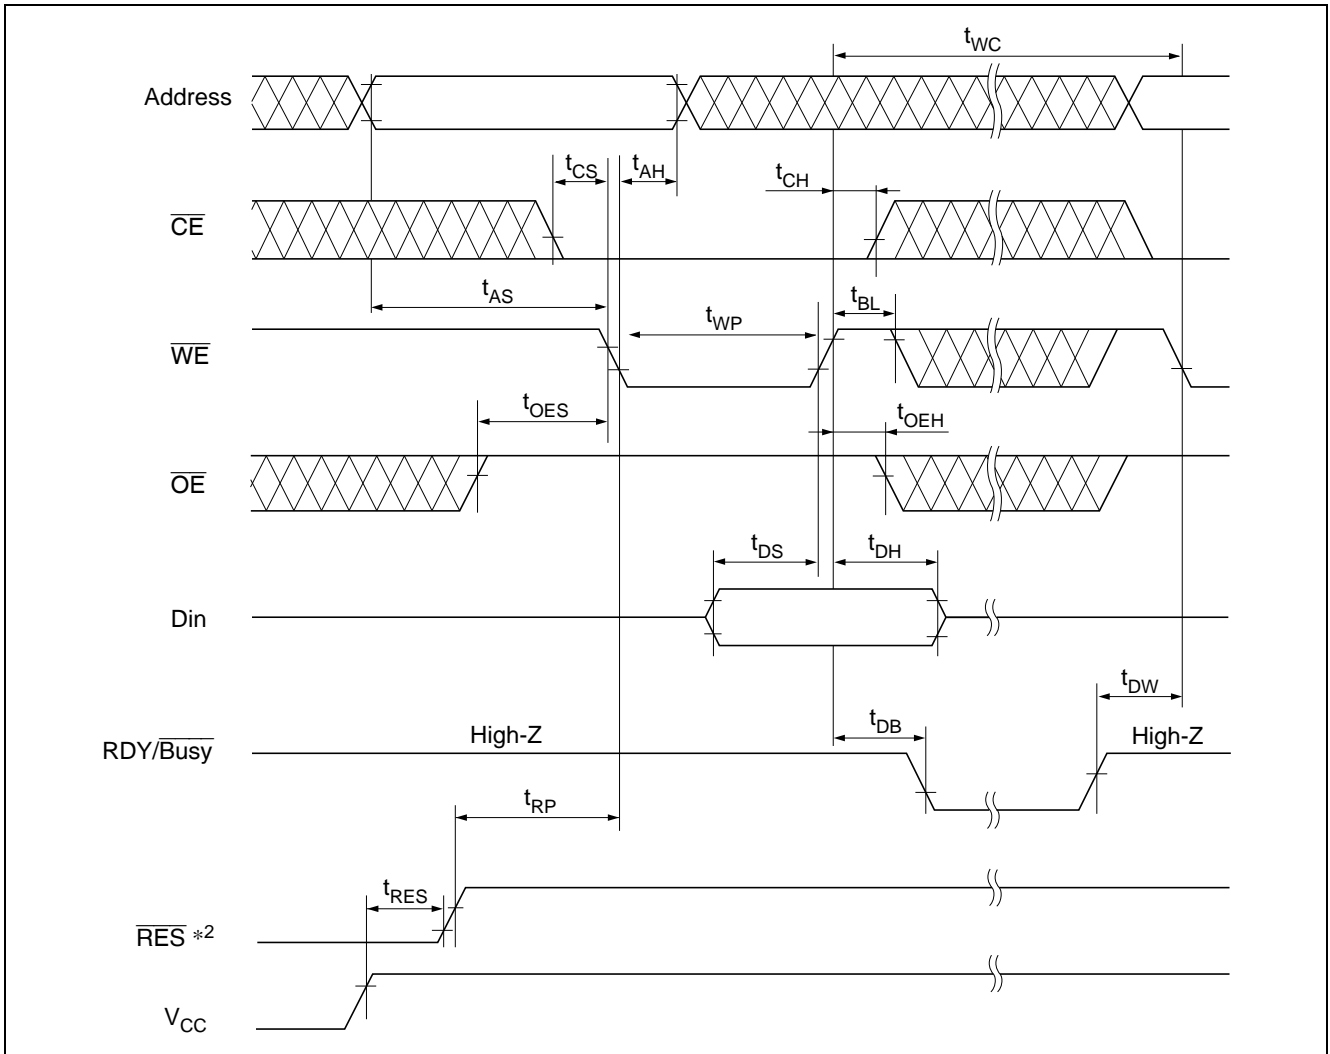 tWC
Address
tCS
tAH
tCH
CE
tAS
tBL
tWP
WE
tOES
tOEH
OE
tDS
tDH
Din
tDW
tDB
RDY/Busy
High-Z
High-Z
tRP
tRES
RES *2
VCC